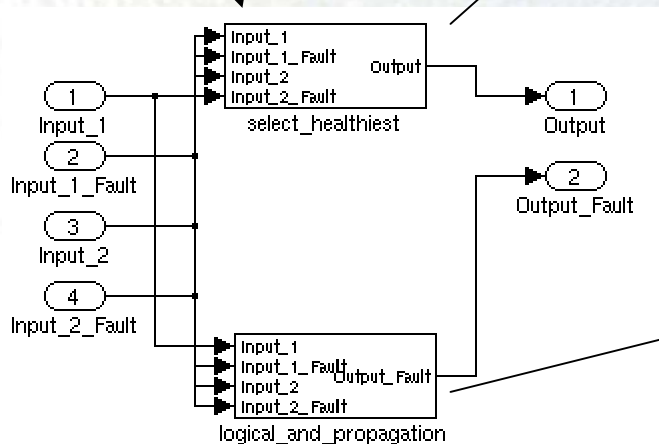 Input_1
Input_1_Fault
Input_2
Input_2_Fault
Output
select_healthiest
1
Input_1
2
Input_1_Fault
3
Input_2
4
Input_2_Fault
1
Output
2
Output_Fault
Input_1
Input_1_Fault
Input_2
Input_2_Fault
Output_Fault
logical_and_propagation